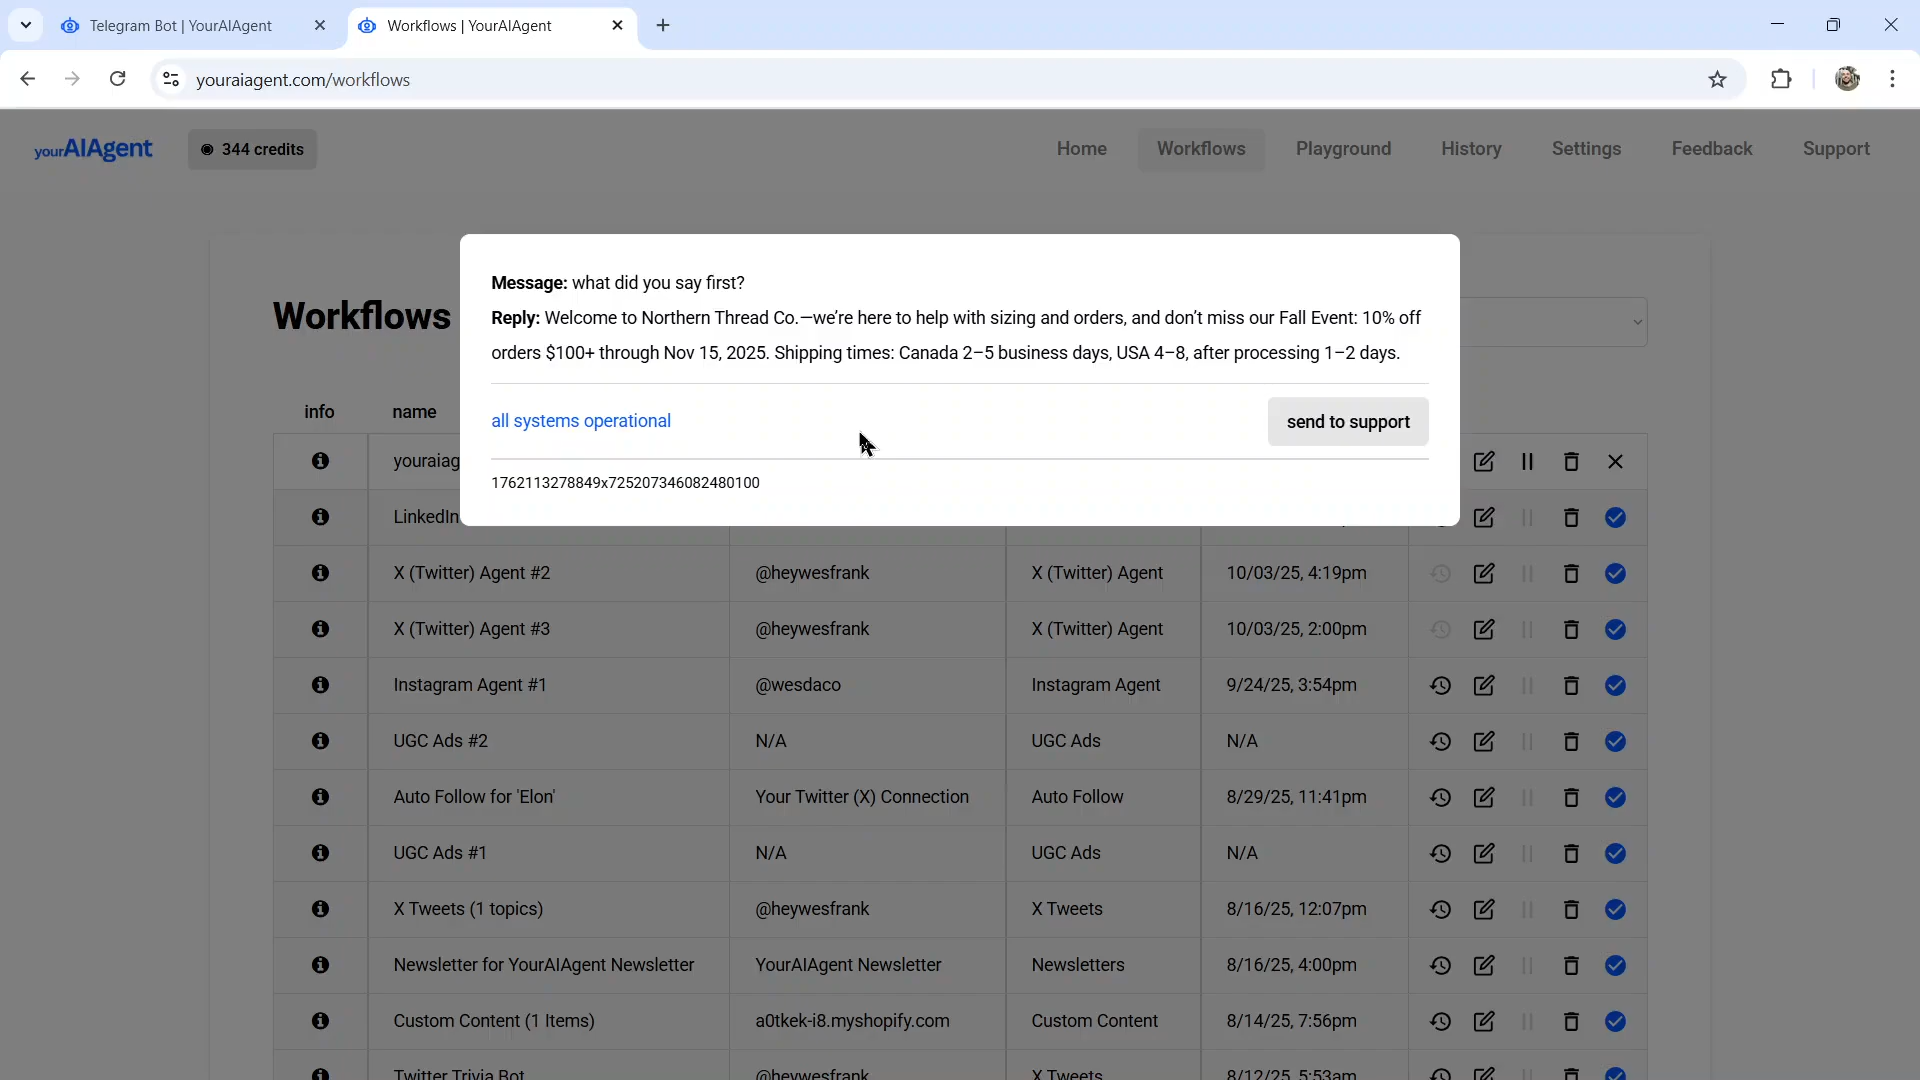 Telegram Bot | YourAIAgent
Workflows | YourAIAgent
youraiagent.com/workflows
yourAIAgent
344 credits
Home
Workflows
Playground
History
Settings
Feedback
Support
Workflows
Message: what did you say first?
Reply: Welcome to Northern Thread Co.—we’re here to help with sizing and orders, and don’t miss our Fall Event: 10% off
orders $100+ through Nov 15, 2025. Shipping times: Canada 2–5 business days, USA 4–8, after processing 1–2 days.
all systems operational
send to support
1762113278849x725207346082480100
info name
youraiag
LinkedIn
X (Twitter) Agent #2 @heywesfrank X (Twitter) Agent 10/03/25, 4:19pm
X (Twitter) Agent #3 @heywesfrank X (Twitter) Agent 10/03/25, 2:00pm
Instagram Agent #1 @wesdaco Instagram Agent 9/24/25, 3:54pm
UGC Ads #2 N/A UGC Ads N/A
Auto Follow for 'Elon' Your Twitter (X) Connection Auto Follow 8/29/25, 11:41pm
UGC Ads #1 N/A UGC Ads N/A
X Tweets (1 topics) @heywesfrank X Tweets 8/16/25, 12:07pm
Newsletter for YourAIAgent Newsletter YourAIAgent Newsletter Newsletters 8/16/25, 4:00pm
Custom Content (1 Items) a0tkek-i8.myshopify.com Custom Content 8/14/25, 7:56pm
Twitter Trivia Bot @heywesfrank X Tweets 8/12/25, 5:53am